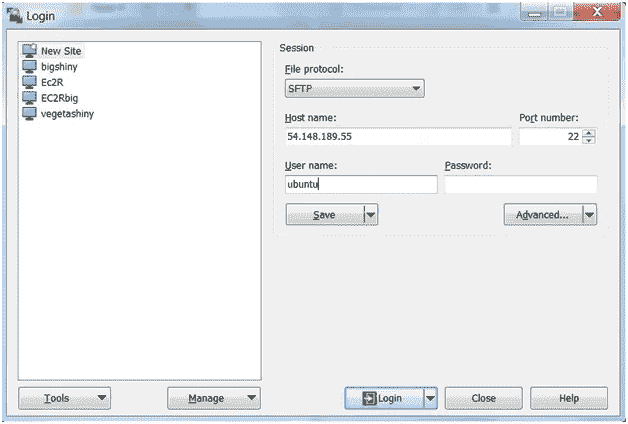 Login
New Site
bigshiny
Ec2R
EC2Rbig
vegetashiny
Session
File protocol:
SFTP
Host name:
Port number:
54.148.189.55
22
User name:
Password:
ubuntu
Save
Advanced...
Tools
Manage
Login
Close
Help